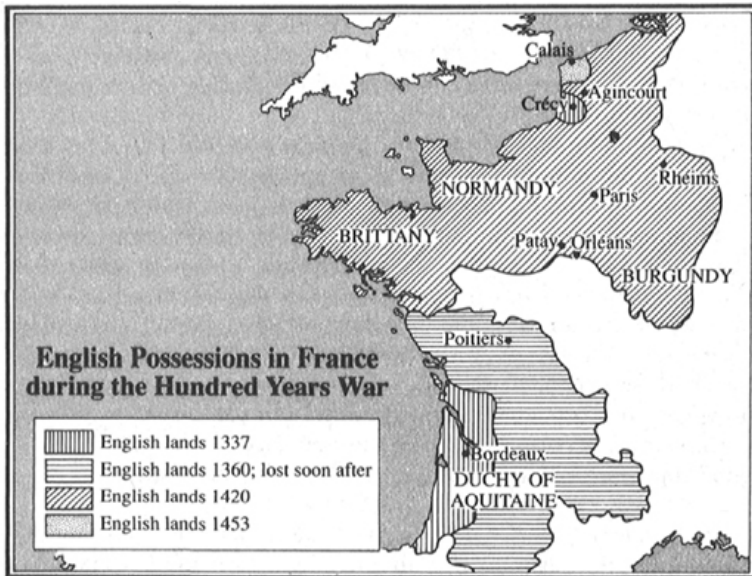 Calais
Agincourt
Crécy
NORMANDY
Rheims
Paris
BRITTANY
Patay
Orléans
BURGUNDY
Poitiers
English Possessions in France
during the Hundred Years War
English lands 1337
English lands 1360; lost soon after
English lands 1420
English lands 1453
Bordeaux
DUCHY OF
AQUITAINE